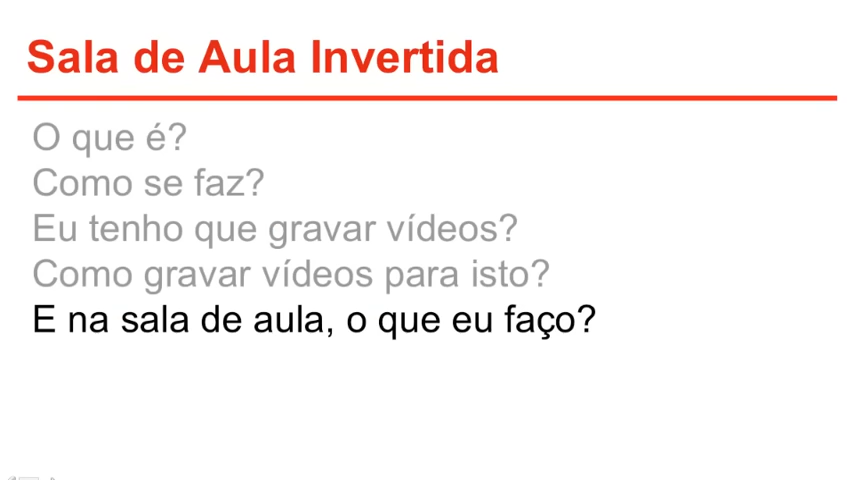 Sala de Aula Invertida
O que é?
Como se faz?
Eu tenho que gravar vídeos?
Como gravar vídeos para isto?
E na sala de aula, o que eu faço?